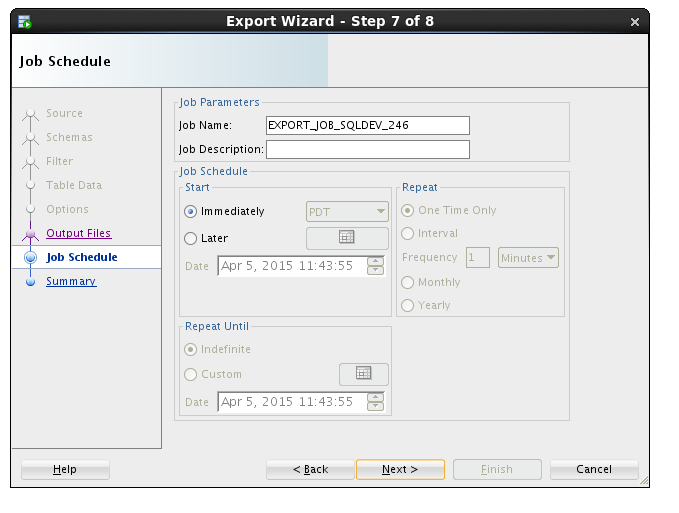 Export Wizard - Step 7 of 8
Job Schedule
Source
Schemas
Filter
Table Data
Options
Output Files
Job Schedule
Summary
Job Parameters
Job Name: EXPORT_JOB_SQLDEV_246
Job Description:
Job Schedule
Start
Immediately PDT
Later
Date Apr 5, 2015 11:43:55
Repeat
One Time Only
Interval
Frequency 1 Minutes
Monthly
Yearly
Repeat Until
Indefinite
Custom
Date Apr 5, 2015 11:43:55
Help < Back Next > Finish Cancel